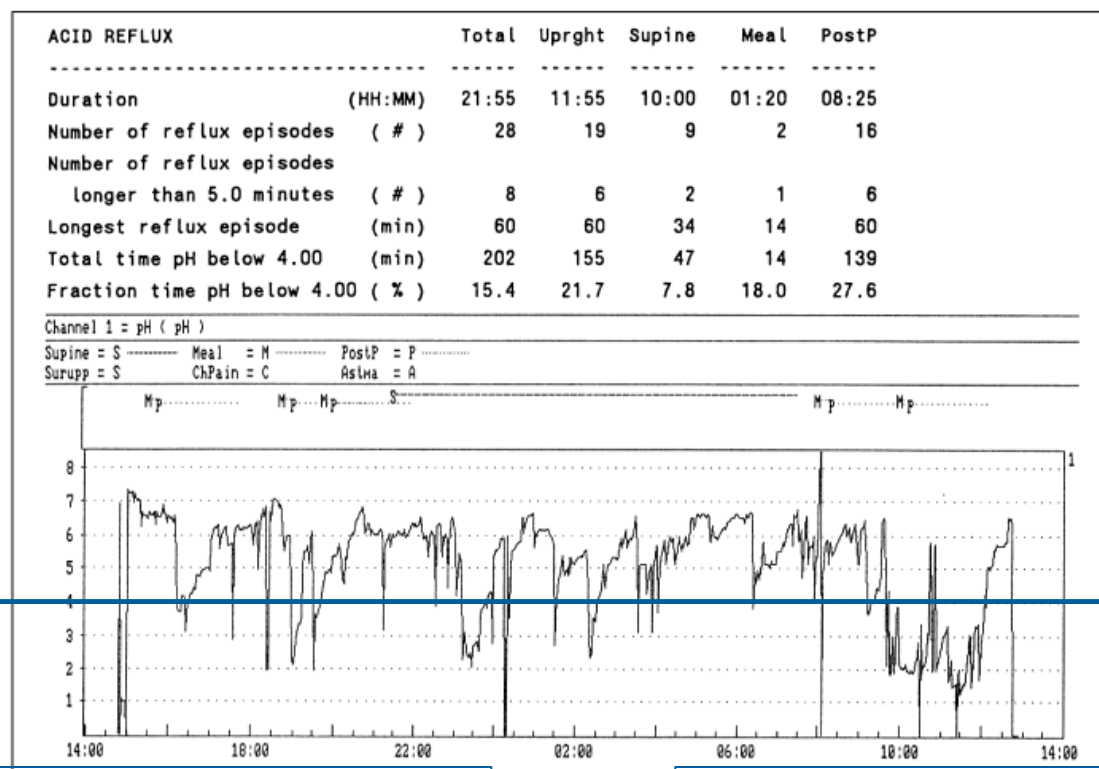 ACID REFLUX Total Uprght Supine Meal PostP
--------------------------------- ------ ------ ------ ------ ------
Duration (HH:MM) 21:55 11:55 10:00 01:20 08:25
Number of reflux episodes ( # ) 28 19 9 2 16
Number of reflux episodes
longer than 5.0 minutes ( # ) 8 6 2 1 6
Longest reflux episode (min) 60 60 34 14 60
Total time pH below 4.00 (min) 202 155 47 14 139
Fraction time pH below 4.00 ( % ) 15.4 21.7 7.8 18.0 27.6
Channel 1 = pH ( pH )
Supine = S ---------- Meal = M ---------- PostP = P ----------
Surupp = S ChPain = C Astma = A
Mp Mp Mp S Mp Mp
1
8
7
6
5
4
3
2
1
14:00 18:00 22:00 02:00 06:00 10:00 14:00